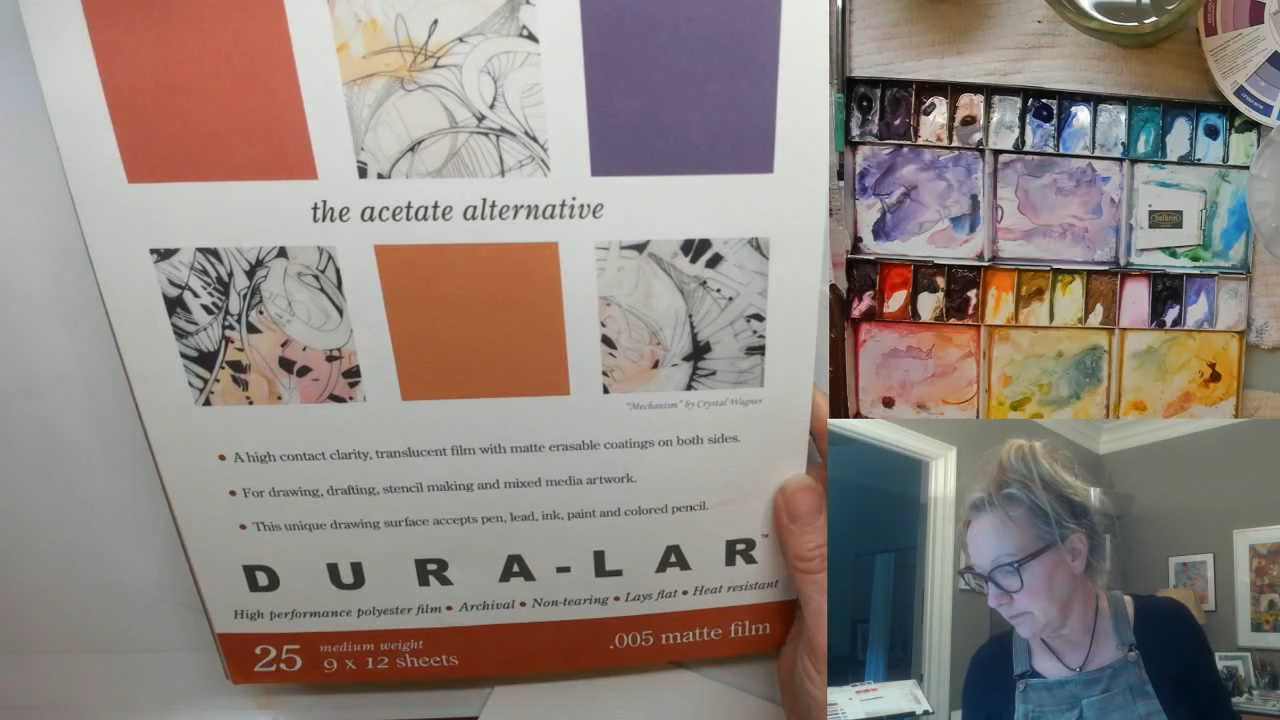 the acetate alternative
"Mechanism" by Crystal Wagner
• A high contact clarity, translucent film with matte erasable coatings on both sides.
• For drawing, drafting, stencil making and mixed media artwork.
• This unique drawing surface accepts pen, lead, ink, paint and colored pencil.
DURA-LAR™
High performance polyester film • Archival • Non-tearing • Lays flat • Heat resistant
25 medium weight
9 x 12 sheets
.005 matte film
holbein